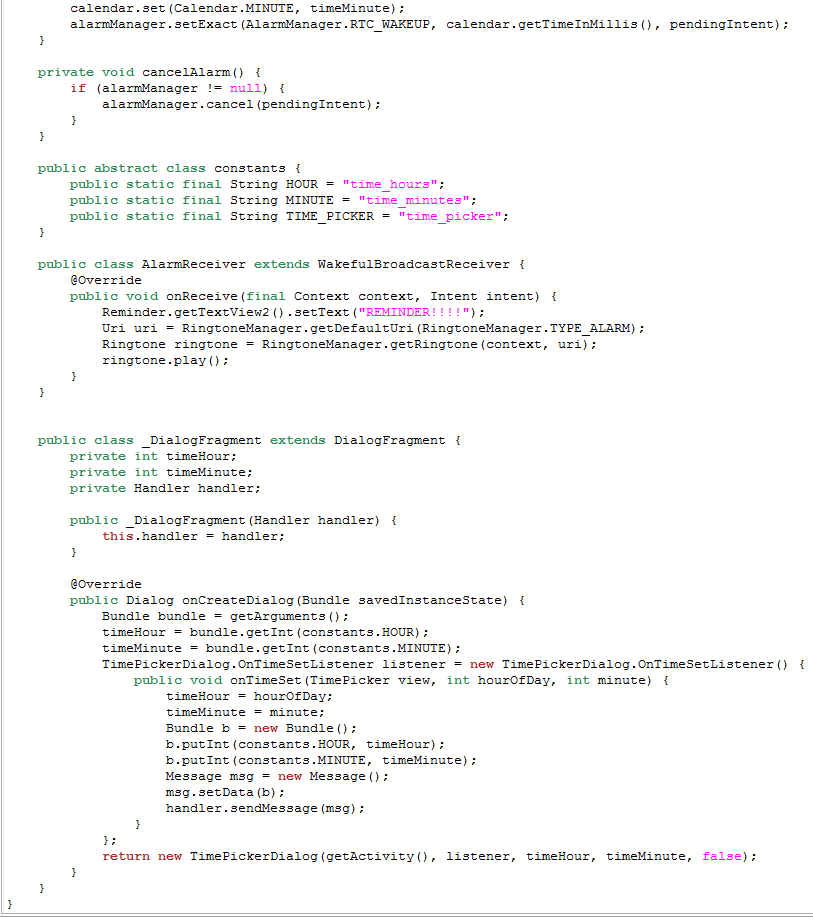 calendar.set(Calendar.MINUTE, timeMinute);
alarmManager.setExact(AlarmManager.RTC_WAKEUP, calendar.getTimeInMillis(), pendingIntent);
}
private void cancelAlarm() {
if (alarmManager != null) {
alarmManager.cancel(pendingIntent);
}
}
public abstract class constants {
public static final String HOUR = "time_hours";
public static final String MINUTE = "time_minutes";
public static final String TIME_PICKER = "time_picker";
}
public class AlarmReceiver extends WakefulBroadcastReceiver {
@Override
public void onReceive(final Context context, Intent intent) {
Reminder.getTextView2().setText("REMINDER!!!!");
Uri uri = RingtoneManager.getDefaultUri(RingtoneManager.TYPE_ALARM);
Ringtone ringtone = RingtoneManager.getRingtone(context, uri);
ringtone.play();
}
}
public class _DialogFragment extends DialogFragment {
private int timeHour;
private int timeMinute;
private Handler handler;
public _DialogFragment(Handler handler) {
this.handler = handler;
}
@Override
public Dialog onCreateDialog(Bundle savedInstanceState) {
Bundle bundle = getArguments();
timeHour = bundle.getInt(constants.HOUR);
timeMinute = bundle.getInt(constants.MINUTE);
TimePickerDialog.OnTimeSetListener listener = new TimePickerDialog.OnTimeSetListener() {
public void onTimeSet(TimePicker view, int hourOfDay, int minute) {
timeHour = hourOfDay;
timeMinute = minute;
Bundle b = new Bundle();
b.putInt(constants.HOUR, timeHour);
b.putInt(constants.MINUTE, timeMinute);
Message msg = new Message();
msg.setData(b);
handler.sendMessage(msg);
}
};
return new TimePickerDialog(getActivity(), listener, timeHour, timeMinute, false);
}
}
}